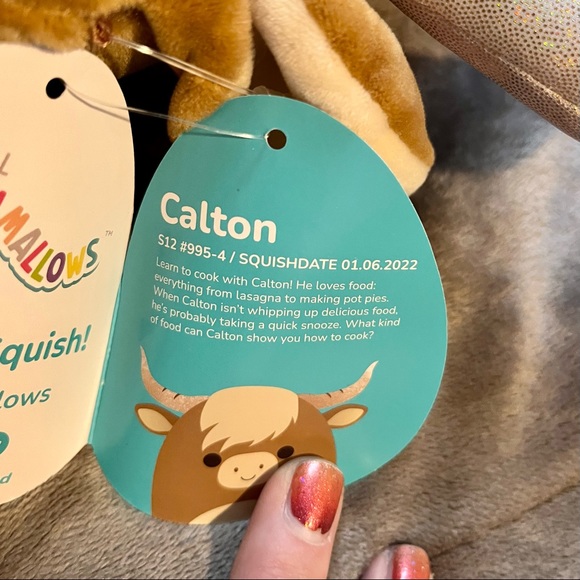 MALLOWS
TM
quish!
lows
d
Calton
S12 #995-4 / SQUISHDATE 01.06.2022
Learn to cook with Calton! He loves food:
everything from lasagna to making pot pies.
When Calton isn't whipping up delicious food,
he's probably taking a quick snooze. What kind
of food can Calton show you how to cook?